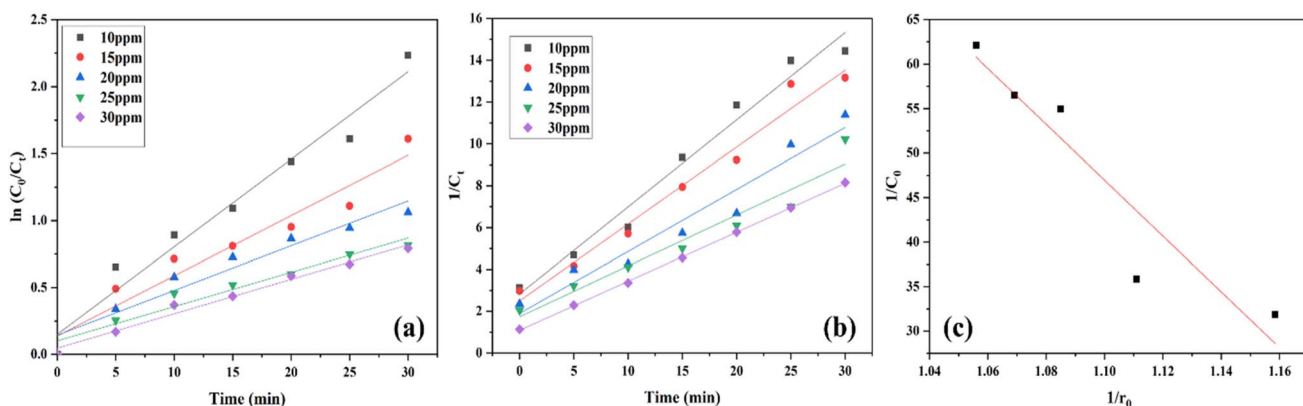 2.5
2.0
1.5
1.0
0.5
0.0
ln (C₀/Cₜ)
10ppm
15ppm
20ppm
25ppm
30ppm
(a)
0 5 10 15 20 25 30
Time (min)
16
14
12
10
8
6
4
2
0
1/Cₜ
10ppm
15ppm
20ppm
25ppm
30ppm
(b)
0 5 10 15 20 25 30
Time (min)
65
60
55
50
45
40
35
30
1/C₀
(c)
1.04 1.06 1.08 1.10 1.12 1.14 1.16
1/r₀